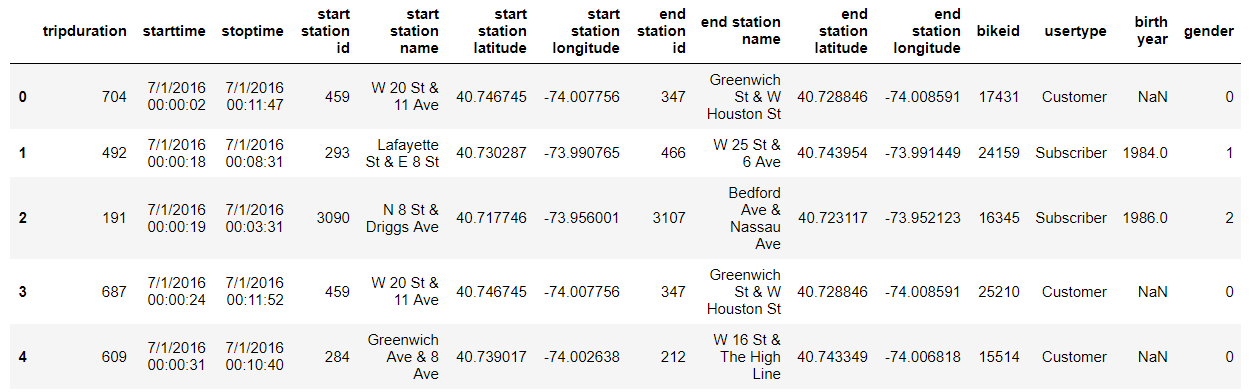 tripduration starttime stoptime start station id start station name start station latitude start station longitude end station id end station name end station latitude end station longitude bikeid usertype birth year gender
0 704 7/1/2016 00:00:02 7/1/2016 00:11:47 459 W 20 St & 11 Ave 40.746745 -74.007756 347 Greenwich St & W Houston St 40.728846 -74.008591 17431 Customer NaN 0
1 492 7/1/2016 00:00:18 7/1/2016 00:08:31 293 Lafayette St & E 8 St 40.730287 -73.990765 466 W 25 St & 6 Ave 40.743954 -73.991449 24159 Subscriber 1984.0 1
2 191 7/1/2016 00:00:19 7/1/2016 00:03:31 3090 N 8 St & Driggs Ave 40.717746 -73.956001 3107 Bedford Ave & Nassau Ave 40.723117 -73.952123 16345 Subscriber 1986.0 2
3 687 7/1/2016 00:00:24 7/1/2016 00:11:52 459 W 20 St & 11 Ave 40.746745 -74.007756 347 Greenwich St & W Houston St 40.728846 -74.008591 25210 Customer NaN 0
4 609 7/1/2016 00:00:31 7/1/2016 00:10:40 284 Greenwich Ave & 8 Ave 40.739017 -74.002638 212 W 16 St & The High Line 40.743349 -74.006818 15514 Customer NaN 0